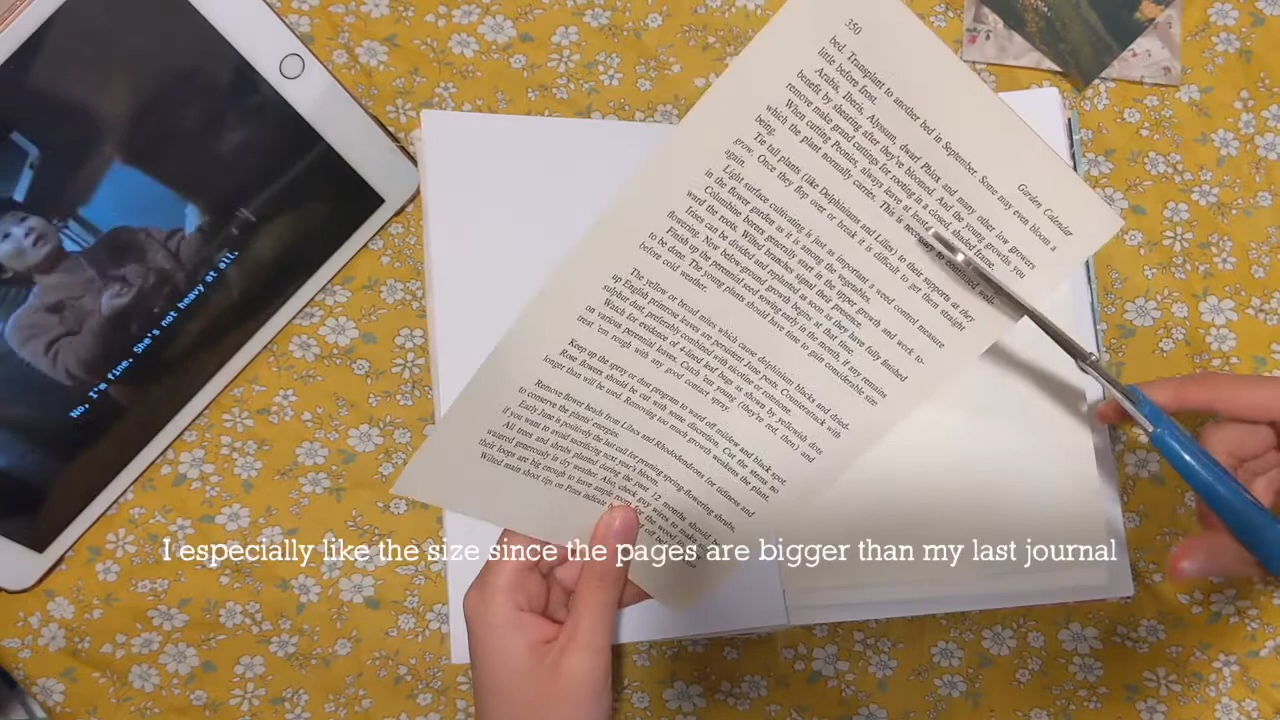 No, I'm fine. She's not heavy at all.
350
Garden Calendar
bed. Transplant to another bed in September. Some may even bloom a
little before frost.
Arabis, Iberis, Alyssum, dwarf Phlox and many other low growers
benefit by shearing after they've bloomed. And the young growths you
remove make grand cuttings for rooting in a closed, shaded frame.
When cutting Peonies, always leave at least
which the plant normally carries. This is necessary to continued well-
being.
Tie tall plants (like Delphiniums and Lilies) to their supports as they
grow. Once they flop over or break it is difficult to get them straight
again.
Light surface cultivating is just as important a weed control measure
in the flower garden as it is among the vegetables.
Columbine borers generally start in the upper growth and work to-
ward the roots. Wilted branches signal their presence.
Irises can be divided and replanted as soon as they have fully finished
flowering. New below-ground growth begins at that time.
Finish up the perennial seed sowing early in the month, if any remains
to be done. The young plants should have time to gain considerable size
before cold weather.
The yellow or broad mites which cause delphinium blacks and dried-
up English primrose leaves are persistent June pests. Counterattack with
sulphur dust, preferably combined with nicotine or rotenone.
Watch for evidence of 4-lined leaf bugs as shown by yellowish dots
on various perennial leaves. Catch 'em young (they're red, then) and
treat 'em rough with any good contact spray.
Keep up the spray or dust program to ward off mildew and black spot.
Rose flowers should be cut with some discretion. Cut the stems no
longer than will be used. Removing too much growth weakens the plant.
Remove flower heads from Lilacs and Rhododendrons for tidiness and
to conserve the plants' energies.
Early June is positively the last call for pruning spring-flowering shrubs
if you want to avoid sacrificing next year's bloom.
All trees and shrubs planted during the past 12 months should be
watered generously in dry weather. Also, check guy wires to make
their loops are big enough to leave ample room for the wood
Wilted main shoot tips on Pines indicate
I especially like the size since the pages are bigger than my last journal